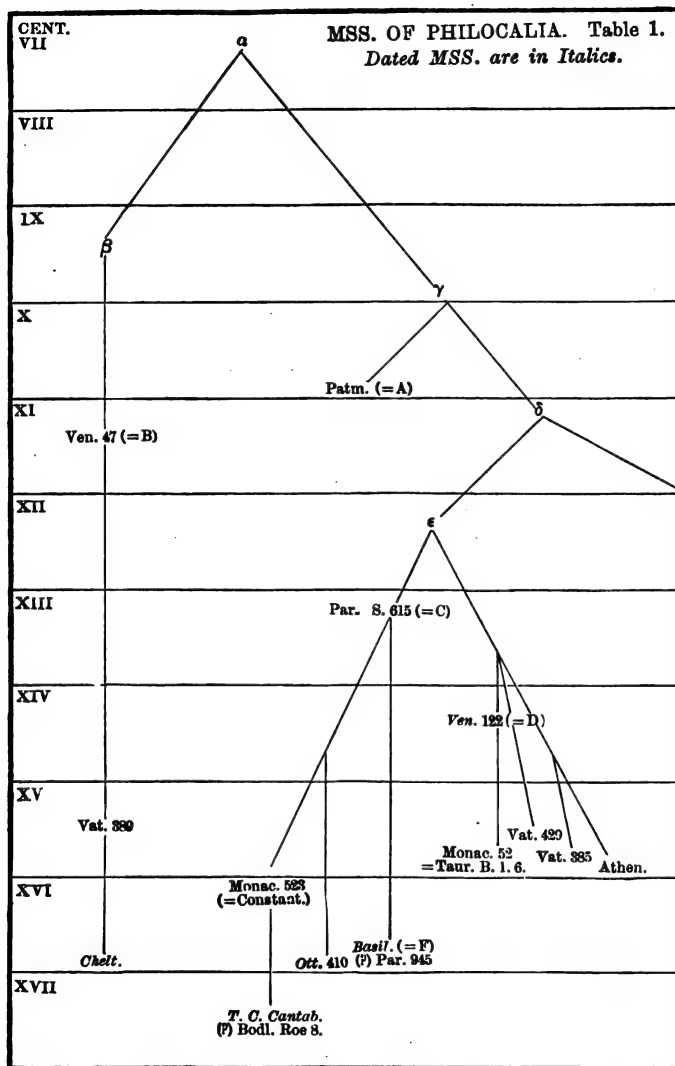 CENT.
VII
α
MSS. OF PHILOCALIA. Table 1.
Dated MSS. are in Italics.
VIII
IX
β
γ
X
Patm. (=A)
XI
δ
Ven. 47 (=B)
XII
ε
XIII
Par. S. 615 (=C)
XIV
Ven. 122 (=D)
XV
Vat. 389
Vat. 429
Monac. 52
=Taur. B. 1. 6.
Vat. 385
Athen.
XVI
Monac. 523
(=Constant.)
Chelt.
Ott. 410
Basil. (=F)
(?) Par. 945
XVII
T. C. Cantab.
(?) Bodl. Roe 8.